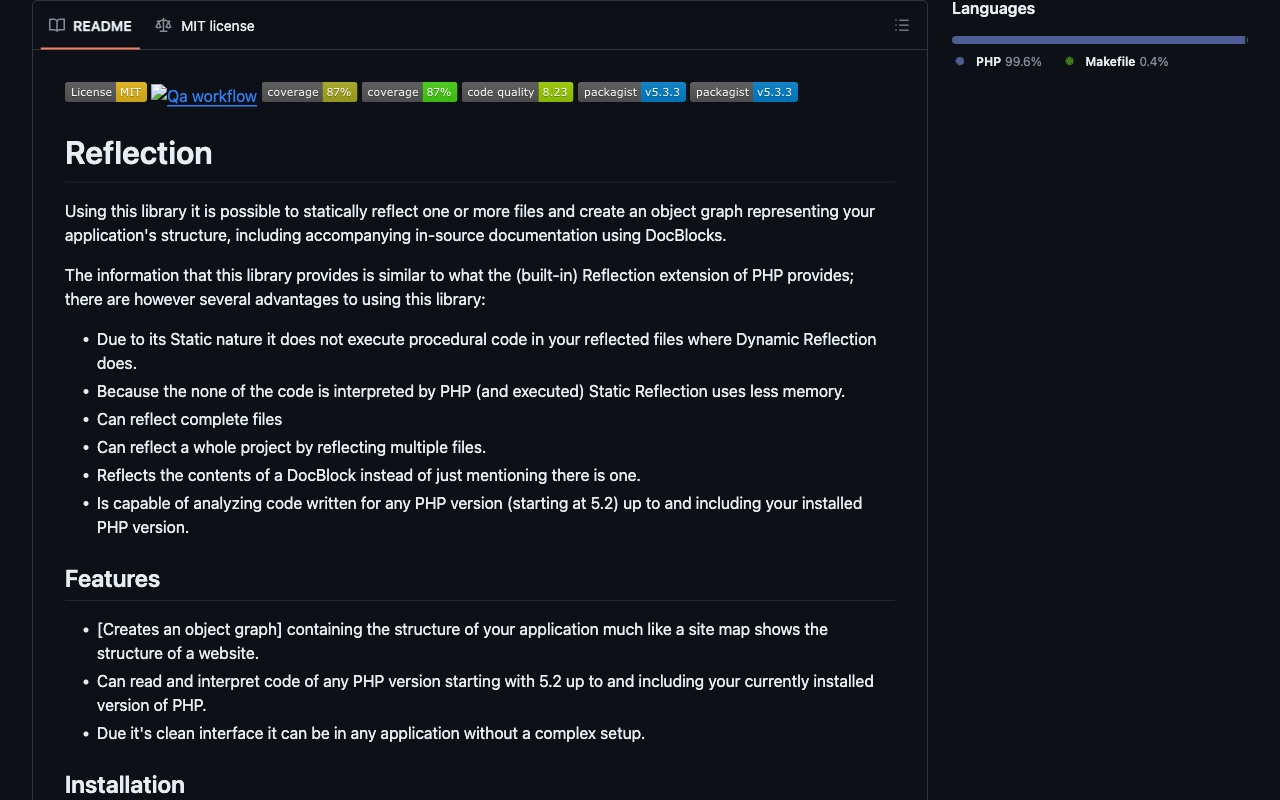 README MIT license
License MIT Qa workflow coverage 87% coverage 87% code quality 8.23 packagist v5.3.3 packagist v5.3.3
Reflection
Using this library it is possible to statically reflect one or more files and create an object graph representing your
application's structure, including accompanying in-source documentation using DocBlocks.
The information that this library provides is similar to what the (built-in) Reflection extension of PHP provides;
there are however several advantages to using this library:
• Due to its Static nature it does not execute procedural code in your reflected files where Dynamic Reflection
does.
• Because the none of the code is interpreted by PHP (and executed) Static Reflection uses less memory.
• Can reflect complete files
• Can reflect a whole project by reflecting multiple files.
• Reflects the contents of a DocBlock instead of just mentioning there is one.
• Is capable of analyzing code written for any PHP version (starting at 5.2) up to and including your installed
PHP version.
Features
• [Creates an object graph] containing the structure of your application much like a site map shows the
structure of a website.
• Can read and interpret code of any PHP version starting with 5.2 up to and including your currently installed
version of PHP.
• Due it's clean interface it can be in any application without a complex setup.
Installation
Languages
PHP 99.6% Makefile 0.4%